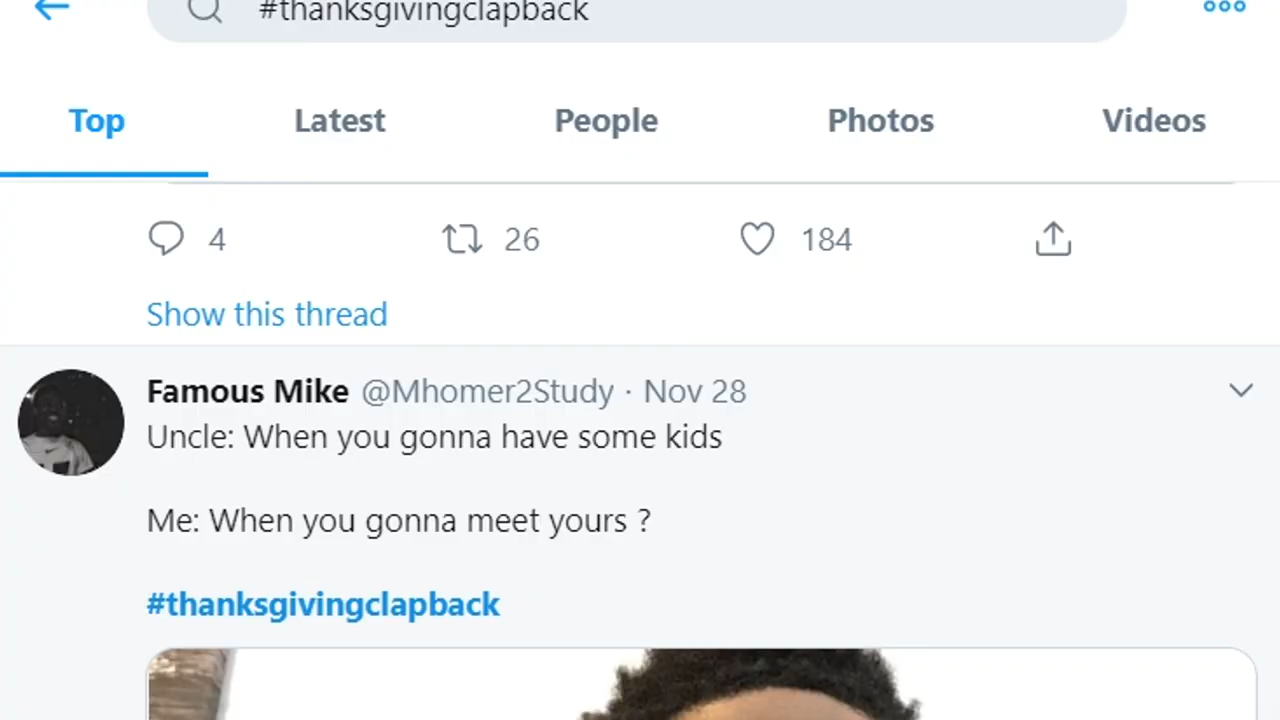 #thanksgivingclapback
Top Latest People Photos Videos
4 26 184
Show this thread
Famous Mike @Mhomer2Study · Nov 28
Uncle: When you gonna have some kids
Me: When you gonna meet yours ?
#thanksgivingclapback